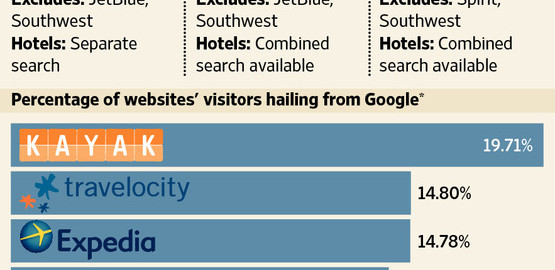 Excludes: JetBlue,
Southwest
Hotels: Separate
search
Excludes: JetBlue,
Southwest
Hotels: Combined
search available
Excludes: Spirit,
Southwest
Hotels: Combined
search available
Percentage of websites' visitors hailing from Google*
KAYAK 19.71%
travelocity 14.80%
Expedia 14.78%